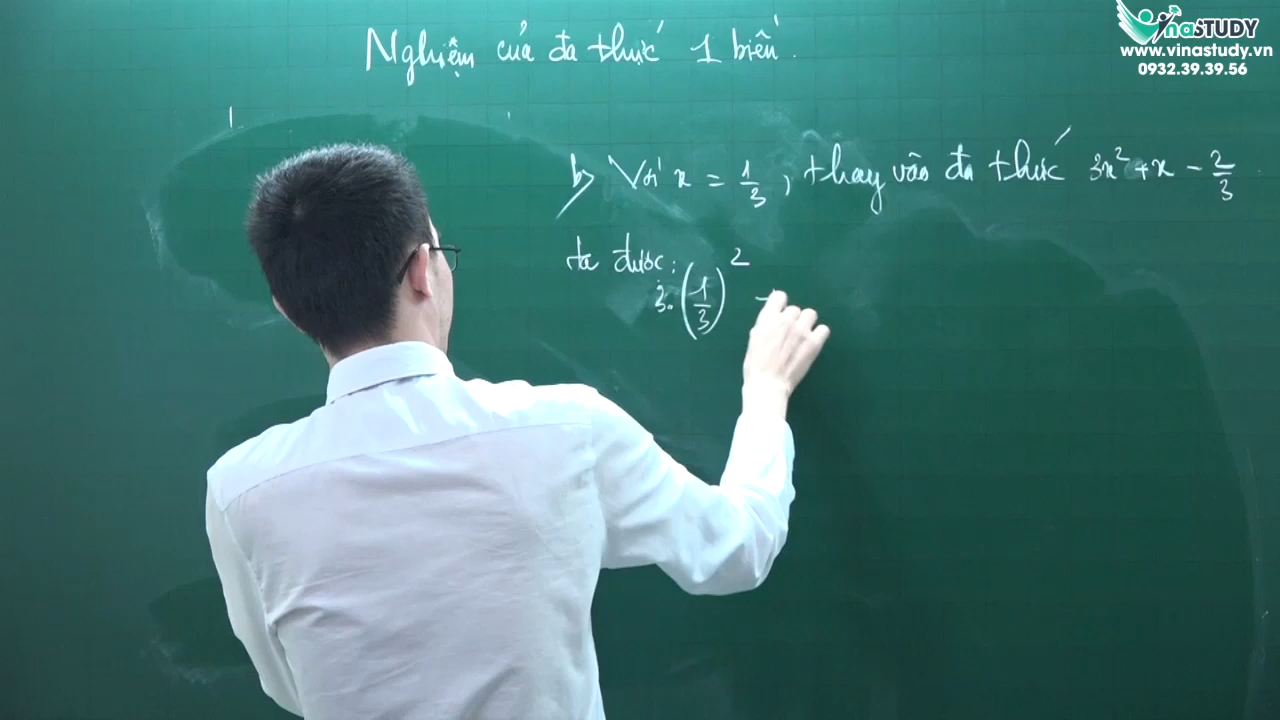 Nghiệm của đa thức 1 biến.
b) Với x = 1/3, thay vào đa thức 3x² + x - 2/3
ta được:
3.(1/3)²
VinaSTUDY
www.vinastudy.vn
0932.39.39.56